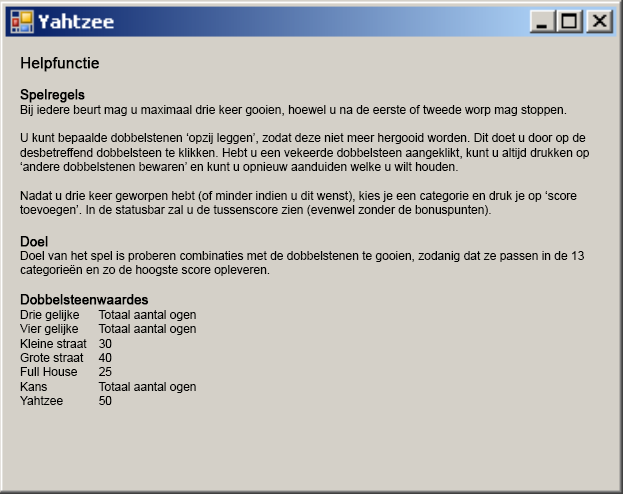 Yahtzee
Helpfunctie
Spelregels
Bij iedere beurt mag u maximaal drie keer gooien, hoewel u na de eerste of tweede worp mag stoppen.
U kunt bepaalde dobbelstenen ‘opzij leggen’, zodat deze niet meer hergooid worden. Dit doet u door op de
desbetreffend dobbelsteen te klikken. Hebt u een vekeerde dobbelsteen aangeklikt, kunt u altijd drukken op
‘andere dobbelstenen bewaren’ en kunt u opnieuw aanduiden welke u wilt houden.
Nadat u drie keer geworpen hebt (of minder indien u dit wenst), kies je een categorie en druk je op ‘score
toevoegen’. In de statusbar zal u de tussenscore zien (evenwel zonder de bonuspunten).
Doel
Doel van het spel is proberen combinaties met de dobbelstenen te gooien, zodanig dat ze passen in de 13
categorieën en zo de hoogste score opleveren.
Dobbelsteenwaardes
Drie gelijke Totaal aantal ogen
Vier gelijke Totaal aantal ogen
Kleine straat 30
Grote straat 40
Full House 25
Kans Totaal aantal ogen
Yahtzee 50